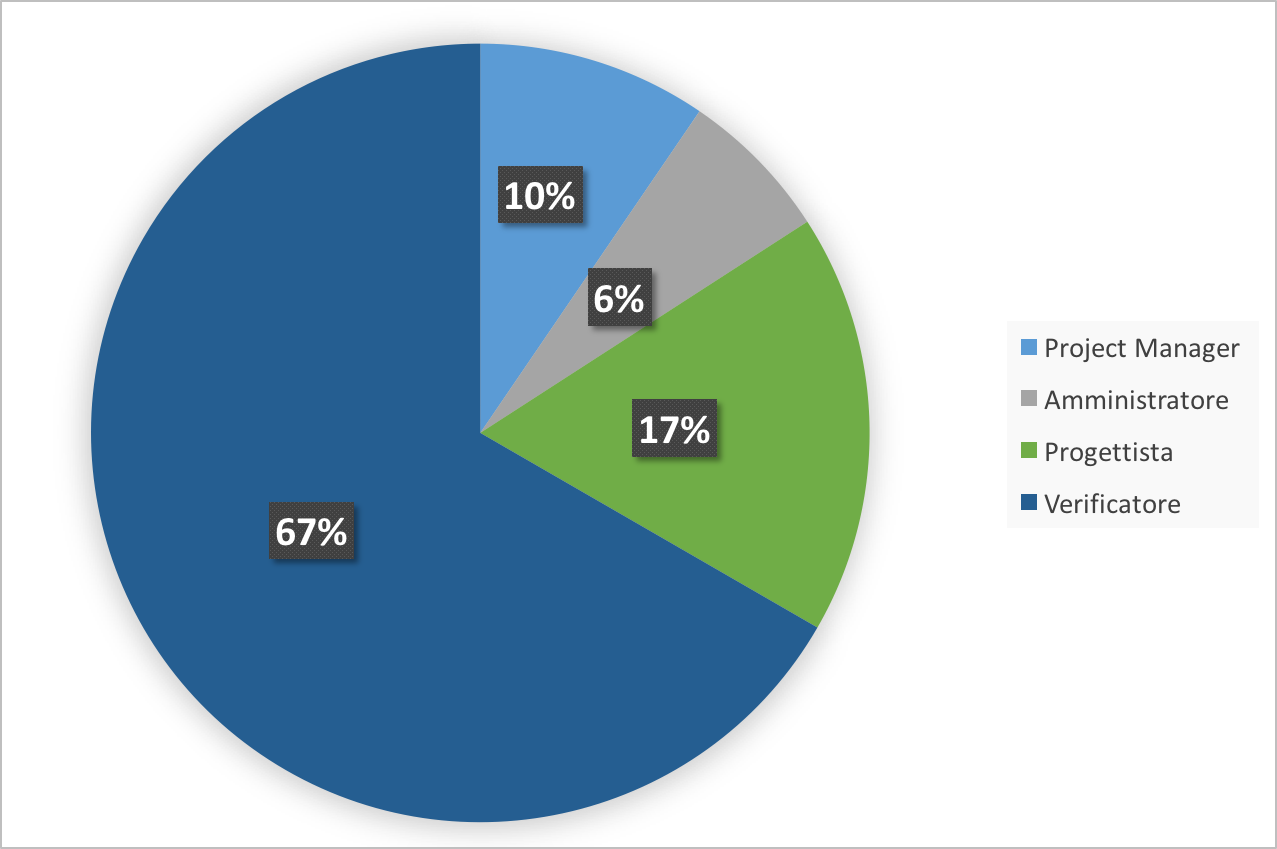 10%
6%
17%
67%
Project Manager
Amministratore
Progettista
Verificatore